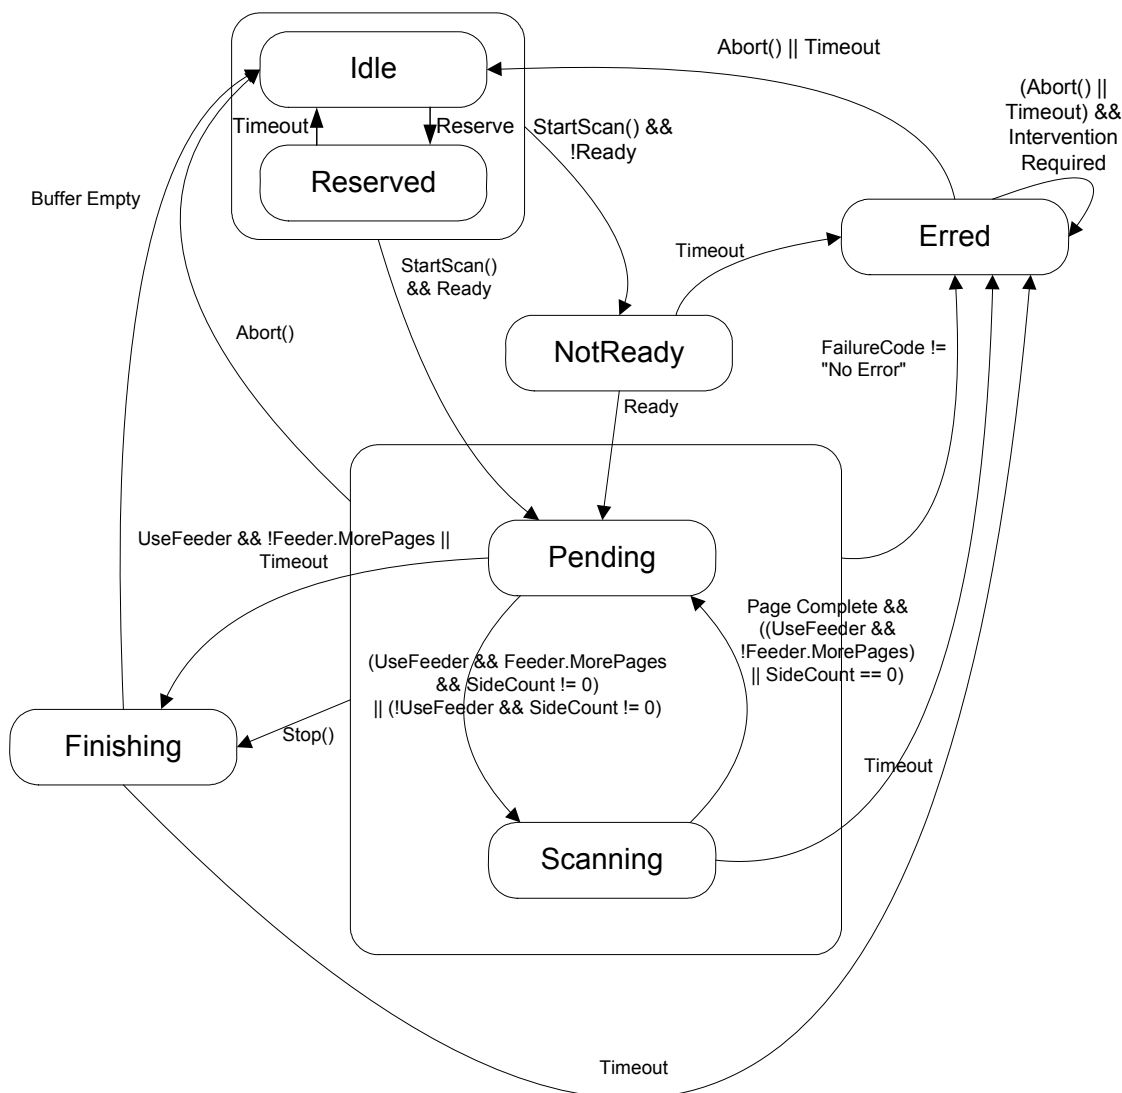 Idle
Abort() || Timeout
(Abort() ||
Timeout) &&
Intervention
Required
Timeout
Reserve
StartScan() &&
!Ready
Reserved
Buffer Empty
Erred
Timeout
StartScan()
&& Ready
Abort()
NotReady
FailureCode !=
"No Error"
Ready
UseFeeder && !Feeder.MorePages ||
Timeout
Pending
Page Complete &&
((UseFeeder &&
!Feeder.MorePages)
|| SideCount == 0)
(UseFeeder && Feeder.MorePages
&& SideCount != 0)
|| (!UseFeeder && SideCount != 0)
Stop()
Finishing
Timeout
Scanning
Timeout